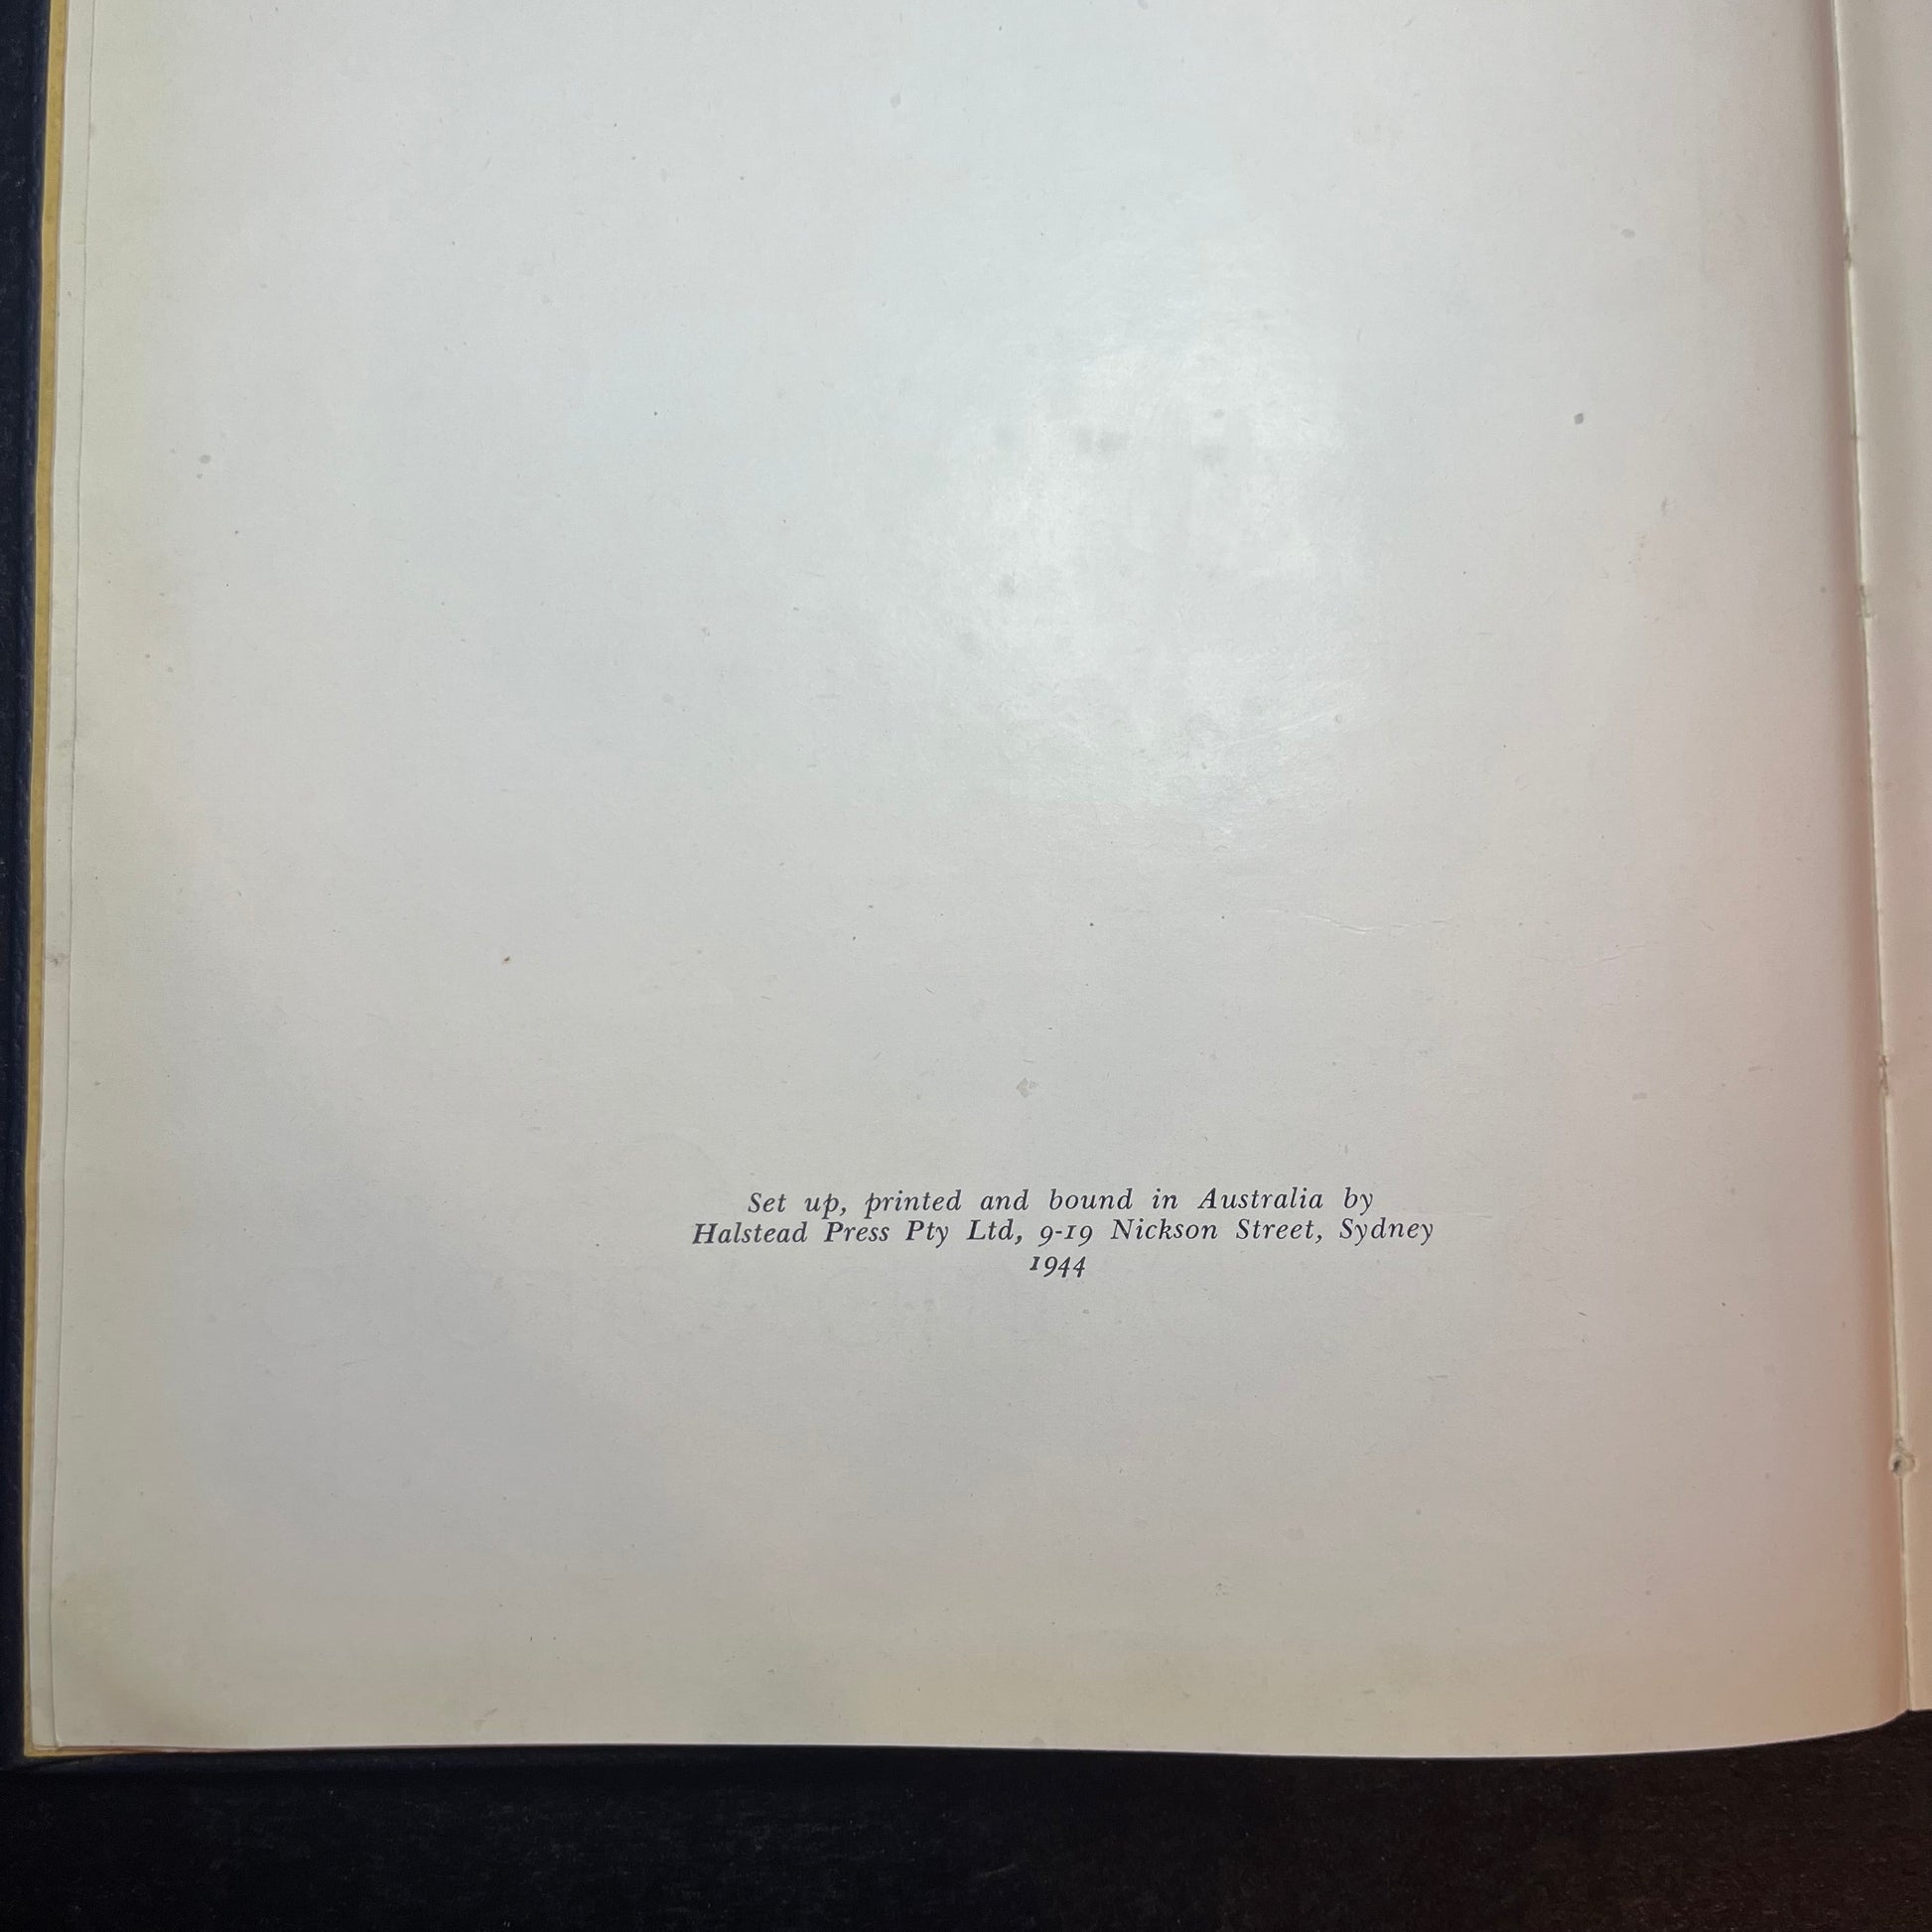 Set up, printed and bound in Australia by
Halstead Press Pty Ltd, 9-19 Nickson Street, Sydney
1944